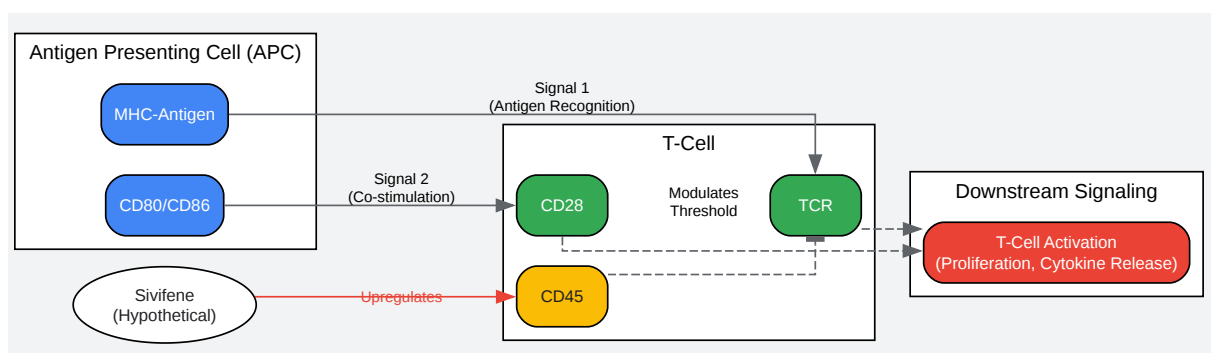 Antigen Presenting Cell (APC)
MHC-Antigen
CD80/CD86
Signal 1
(Antigen Recognition)
Signal 2
(Co-stimulation)
T-Cell
CD28
Modulates
Threshold
TCR
CD45
Sivifene
(Hypothetical)
Upregulates
Downstream Signaling
T-Cell Activation
(Proliferation, Cytokine Release)